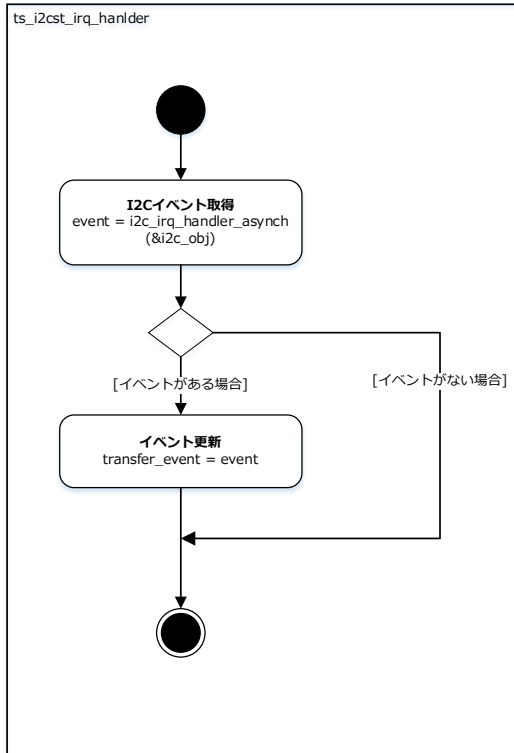 ts_i2cst_irq_hanlder
I2Cイベント取得
event = i2c_irq_handler_asynch
(&i2c_obj)
[イベントがある場合]
[イベントがない場合]
イベント更新
transfer_event = event